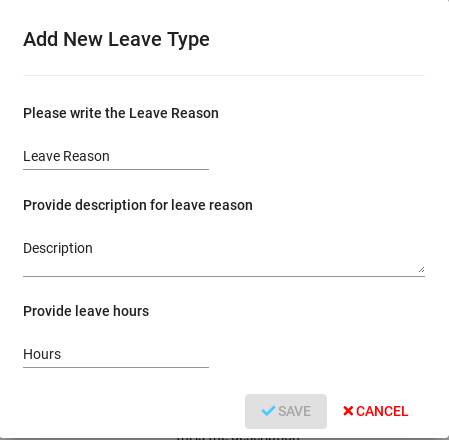 Add New Leave Type
Please write the Leave Reason
Leave Reason
Provide description for leave reason
Description
Provide leave hours
Hours
SAVE
CANCEL